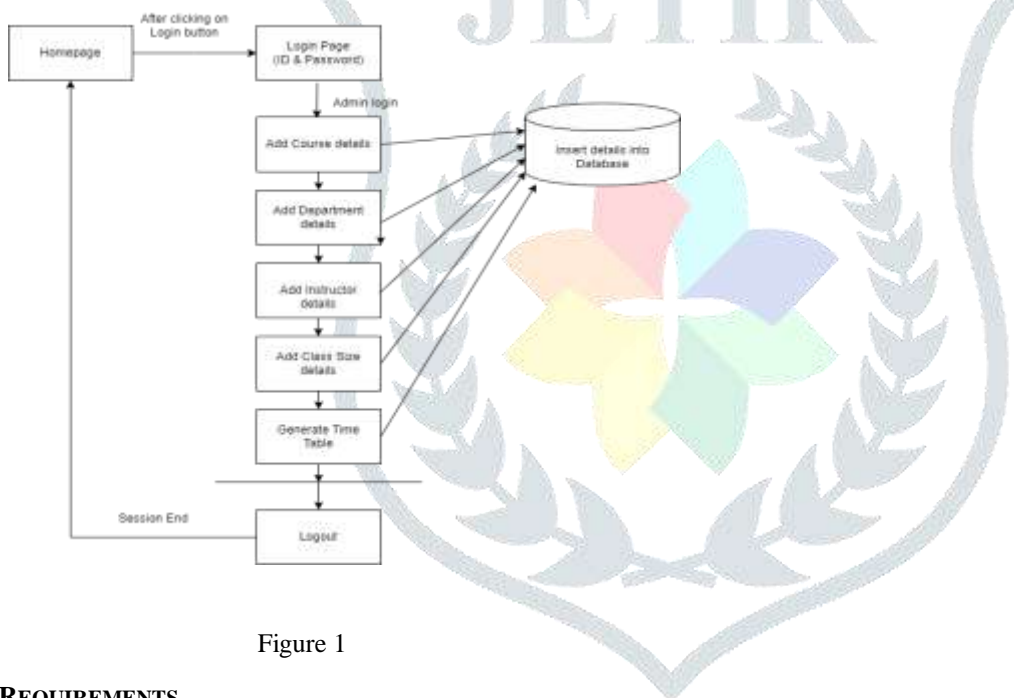 JETIR
After clicking on
Login button
Homepage
Login Page
(ID & Password)
Admin login
Add Course details
Insert details into
Database
Add Department
details
Add Instructor
details
Add Class Size
details
Generate Time
Table
Session End
Logout
Figure 1
REQUIREMENTS